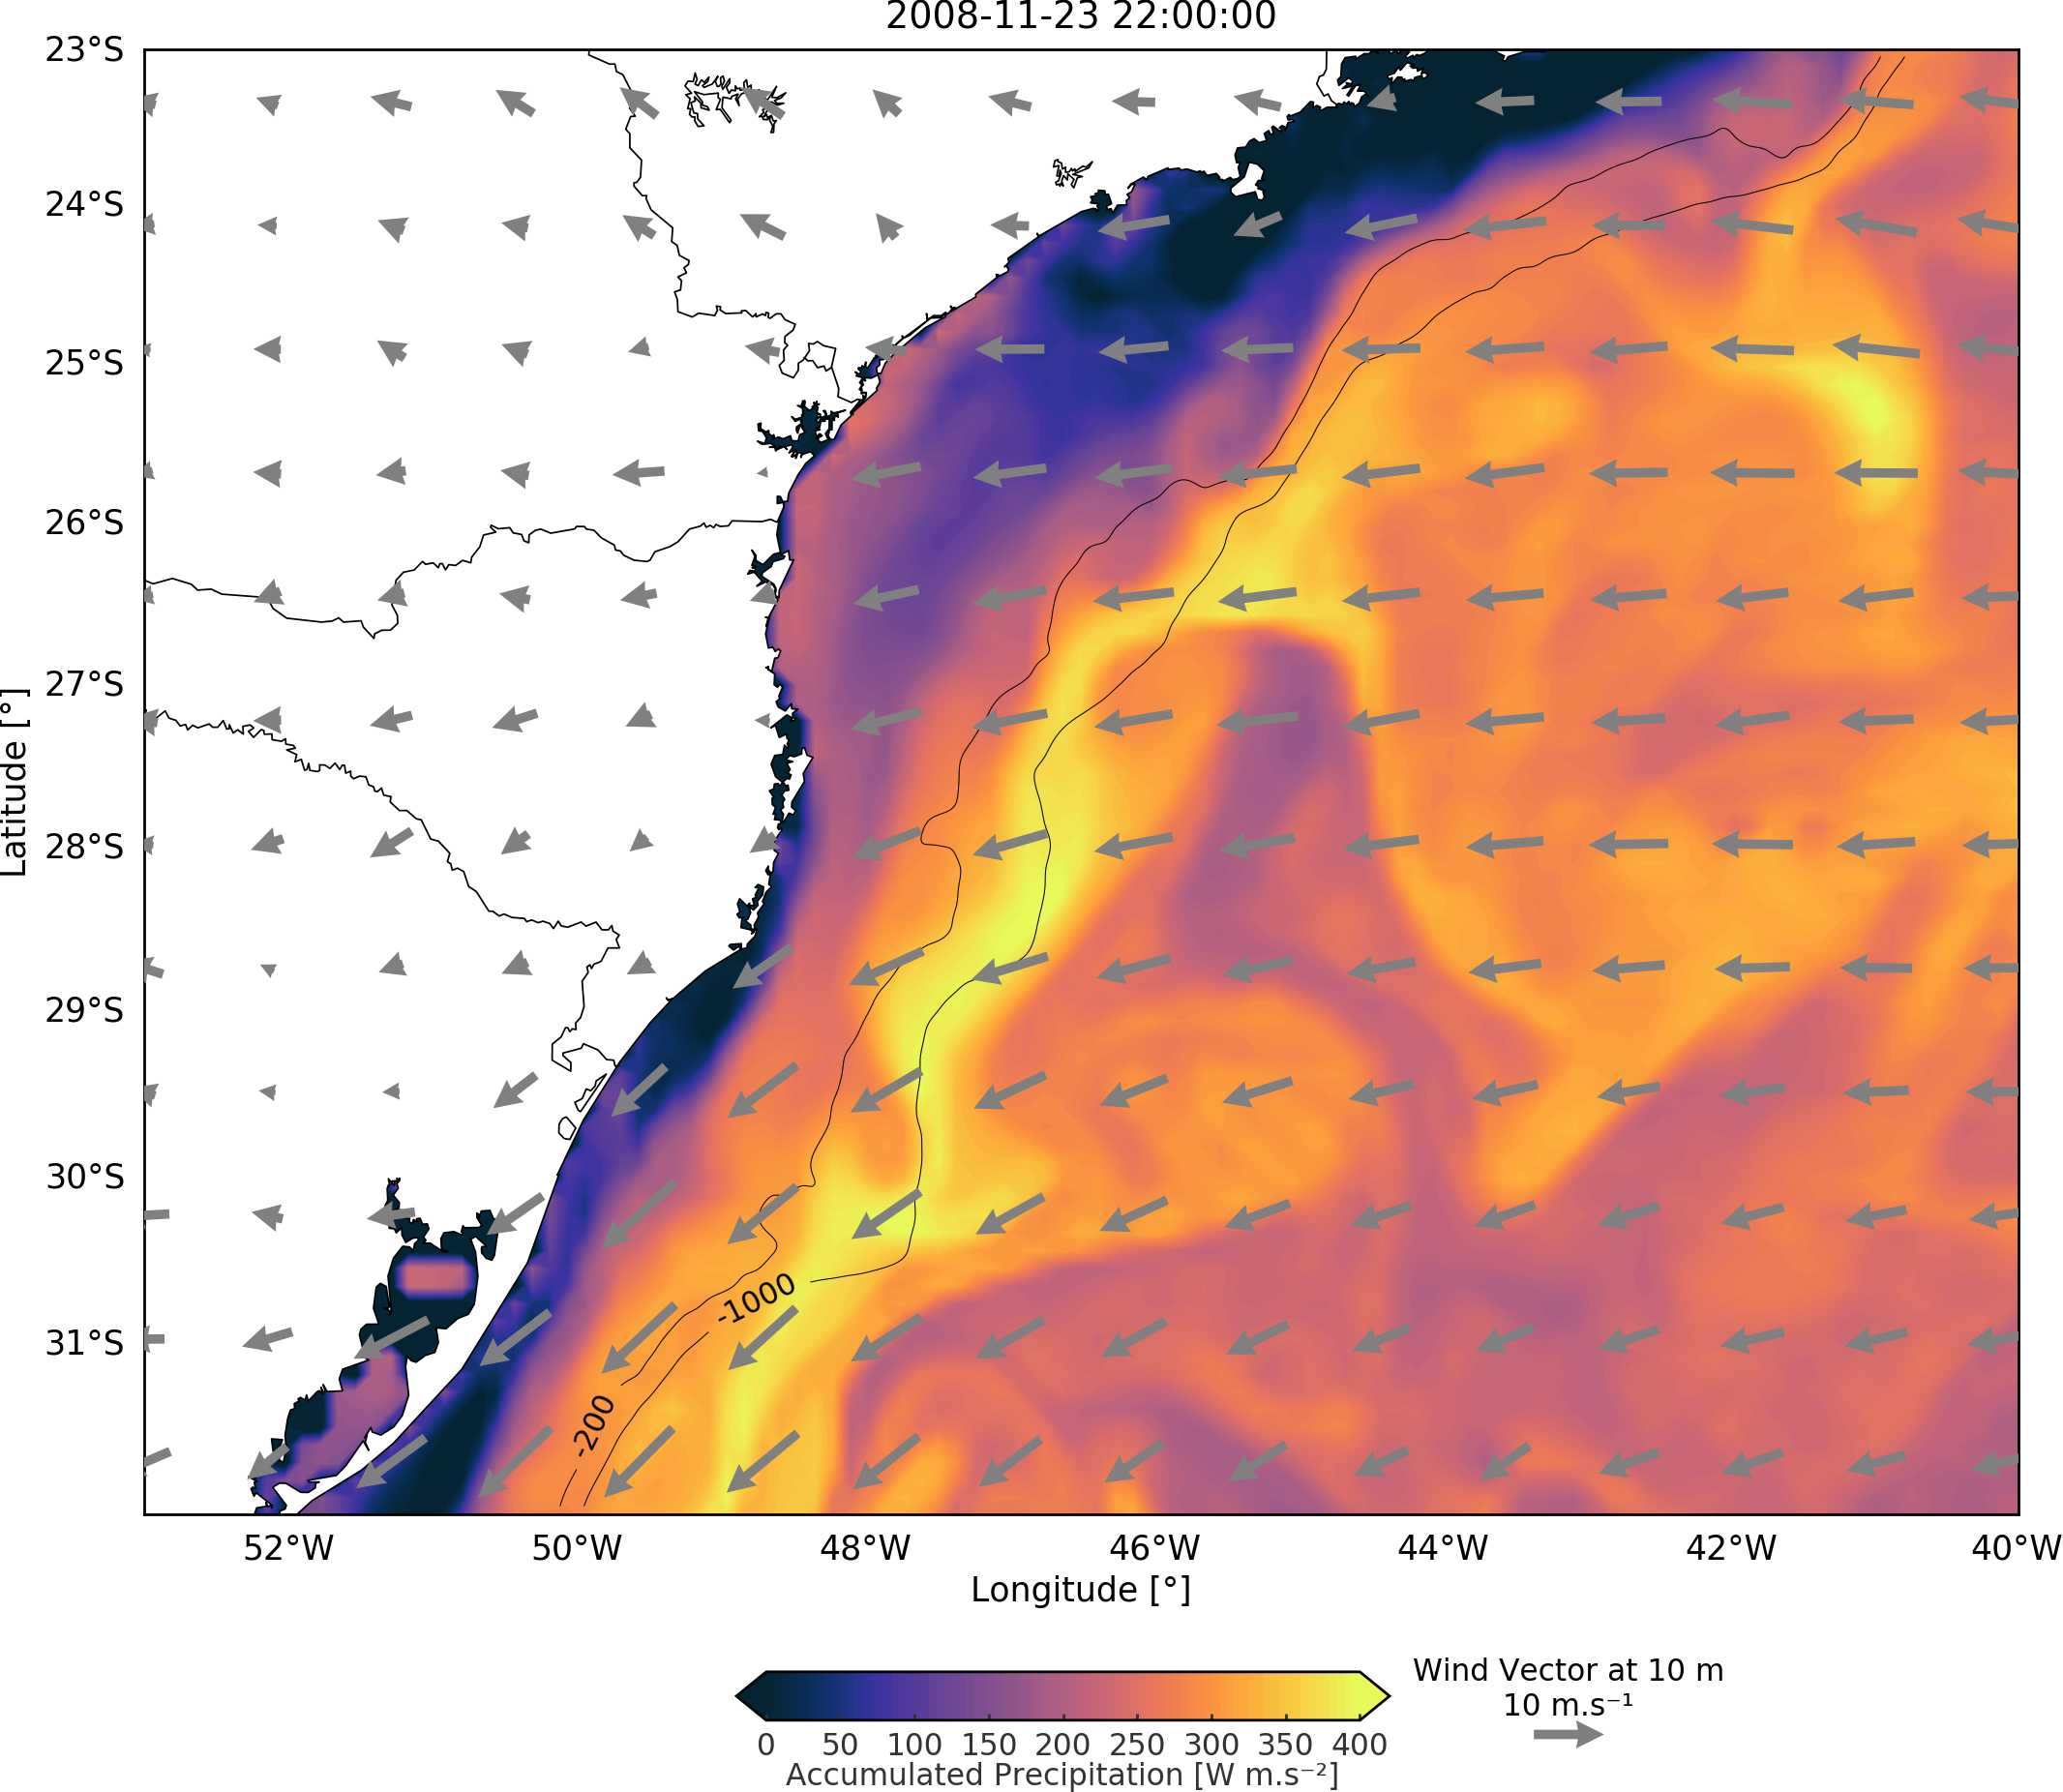 2008-11-23 22:00:00
23°S
24°S
25°S
26°S
27°S
28°S
29°S
30°S
31°S
Latitude [°]
-1000
-200
52°W 50°W 48°W 46°W 44°W 42°W 40°W
Longitude [°]
Wind Vector at 10 m
10 m.s⁻¹
0 50 100 150 200 250 300 350 400
Accumulated Precipitation [W m.s⁻²]